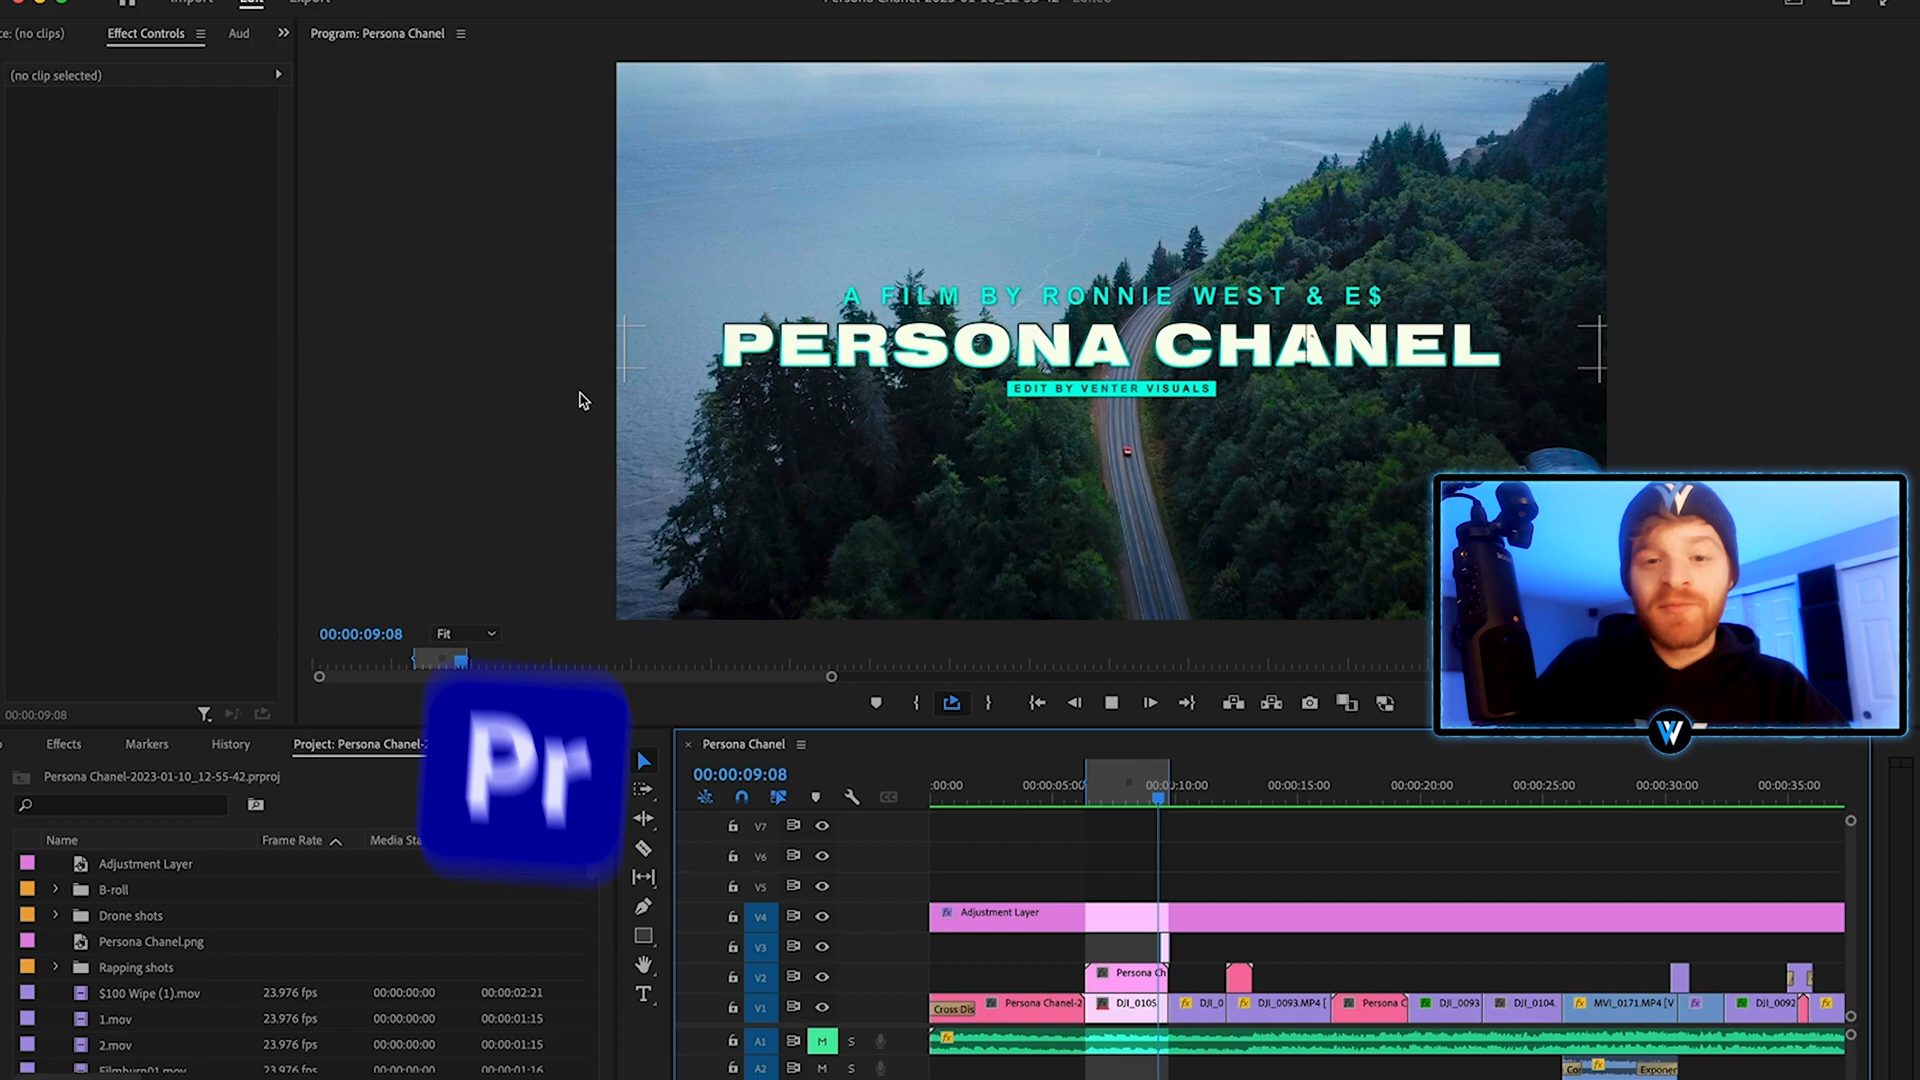 Import
Edit
Export
ce: (no clips)
Effect Controls
Aud
Program: Persona Chanel
(no clip selected)
A FILM BY RONNIE WEST & E$
PERSONA CHANEL
EDIT BY VENTER VISUALS
00:00:09:08
Fit
00:00:09:08
Effects
Markers
History
Project: Persona Chanel-2
Pr
Persona Chanel
Persona Chanel-2023-01-10_12-55-42.prproj
00:00:09:08
:00:00
00:00:05:00
00:00:10:00
00:00:15:00
00:00:20:00
00:00:25:00
00:00:30:00
00:00:35:00
Name
Frame Rate
Media Sta
V7
V6
V5
V4
Adjustment Layer
V3
V2
Persona Ch
V1
Cross Dis
Persona Chanel-2
DJI_0105
DJI_0
DJI_0093.MP4 [
Persona C
DJI_0093
DJI_0104.
MVI_0171.MP4 [V
DJI_0092
A1
M
S
A2
M
S
Exponen
Adjustment Layer
B-roll
Drone shots
Persona Chanel.png
Rapping shots
$100 Wipe (1).mov 23.976 fps 00:00:00:00 00:00:02:21
1.mov 23.976 fps 00:00:00:00 00:00:01:15
2.mov 23.976 fps 00:00:00:00 00:00:01:15
Filmburn01.mov 23.976 fps 00:00:00:00 00:00:01:16